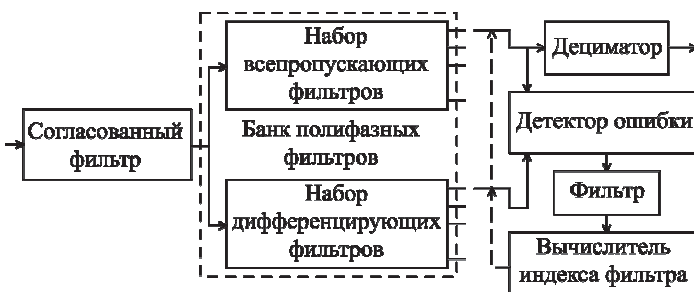 Набор
всепропускающих
фильтров
Дециматор
Согласованный
фильтр
Банк полифазных
фильтров
Детектор ошибки
Набор
дифференцирующих
фильтров
Фильтр
Вычислитель
индекса фильтра